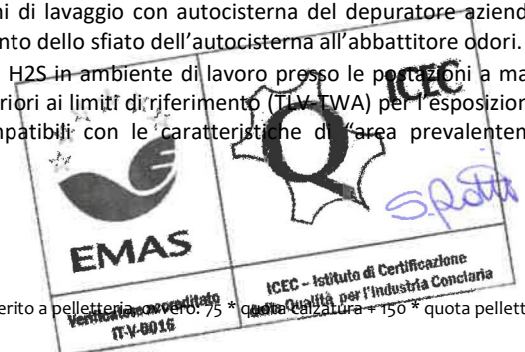 ni di lavaggio con autocisterna del depuratore aziend
nto dello sfiato dell'autocisterna all'abbattitore odori.
H2S in ambiente di lavoro presso le postazioni a ma
riori ai limiti di riferimento (TLV-TWA) per l'esposizion
mpatibili con le caratteristiche di "area prevalentem
ICEC
Q
EMAS
Verificatore accreditato
IT-V-0016
ICEC – Istituto di Certificazione
della Qualità per l'Industria Conciaria
erito a pelletteria, ovvero: 75 * quota calzatura + 150 * quota pellett